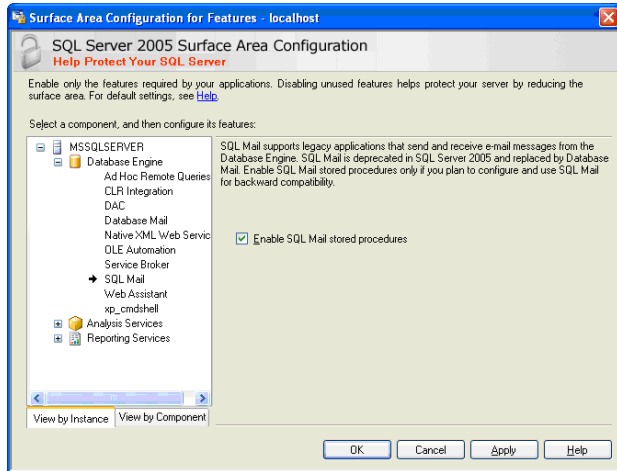 Surface Area Configuration for Features - localhost
SQL Server 2005 Surface Area Configuration
Help Protect Your SQL Server
Enable only the features required by your applications. Disabling unused features helps protect your server by reducing the
surface area. For default settings, see Help.
Select a component, and then configure its features:
MSSQLSERVER
Database Engine
Ad Hoc Remote Queries
CLR Integration
DAC
Database Mail
Native XML Web Servic
OLE Automation
Service Broker
SQL Mail
Web Assistant
xp_cmdshell
Analysis Services
Reporting Services
View by Instance
View by Component
SQL Mail supports legacy applications that send and receive e-mail messages from the
Database Engine. SQL Mail is deprecated in SQL Server 2005 and replaced by Database
Mail. Enable SQL Mail stored procedures only if you plan to configure and use SQL Mail
for backward compatibility.
Enable SQL Mail stored procedures
OK
Cancel
Apply
Help